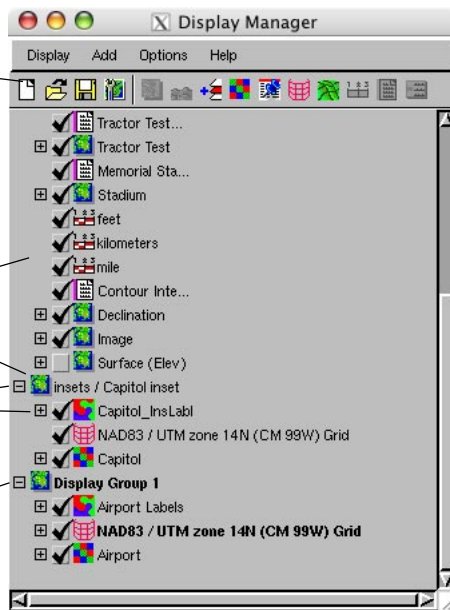 Display Manager
Display Add Options Help
Tractor Test...
Tractor Test
Memorial Sta...
Stadium
feet
kilometers
mile
Contour Inte...
Declination
Image
Surface (Elev)
insets / Capitol inset
Capitol_InsLabl
NAD83 / UTM zone 14N (CM 99W) Grid
Capitol
Display Group 1
Airport Labels
NAD83 / UTM zone 14N (CM 99W) Grid
Airport